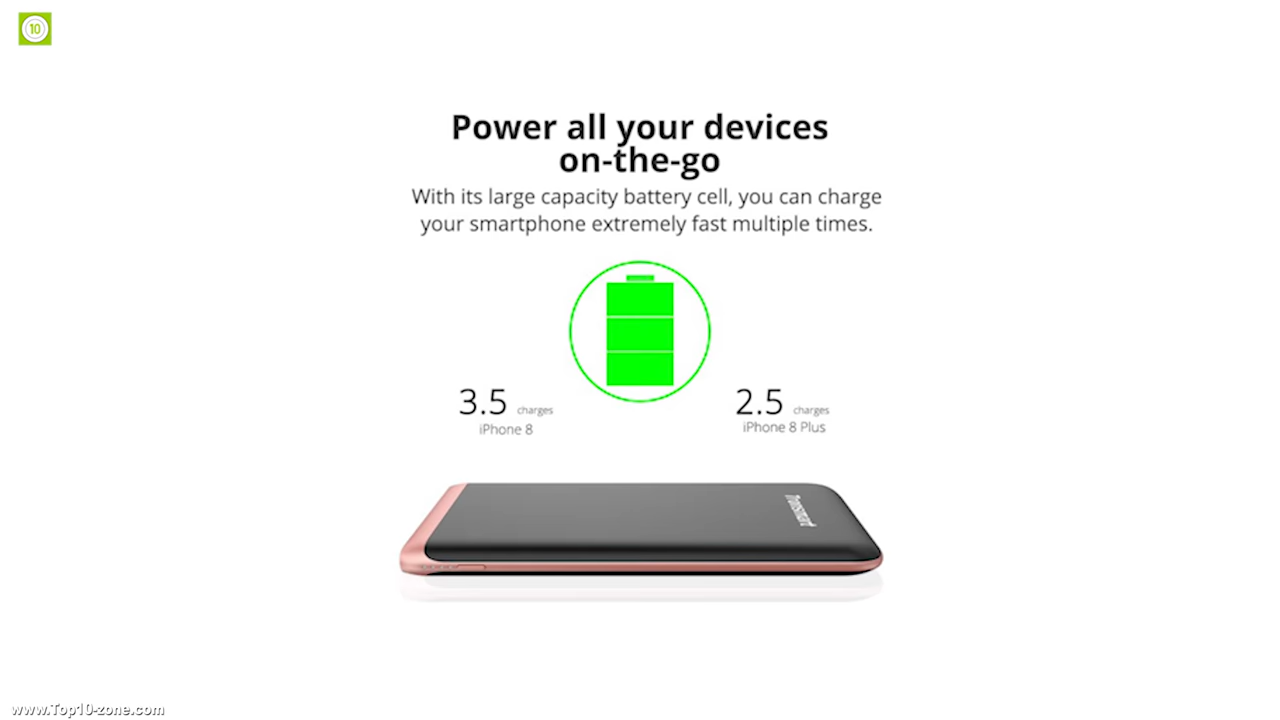 10
Power all your devices
on-the-go
With its large capacity battery cell, you can charge
your smartphone extremely fast multiple times.
3.5 charges
iPhone 8
2.5 charges
iPhone 8 Plus
Tronsmart
www.Top10-zone.com